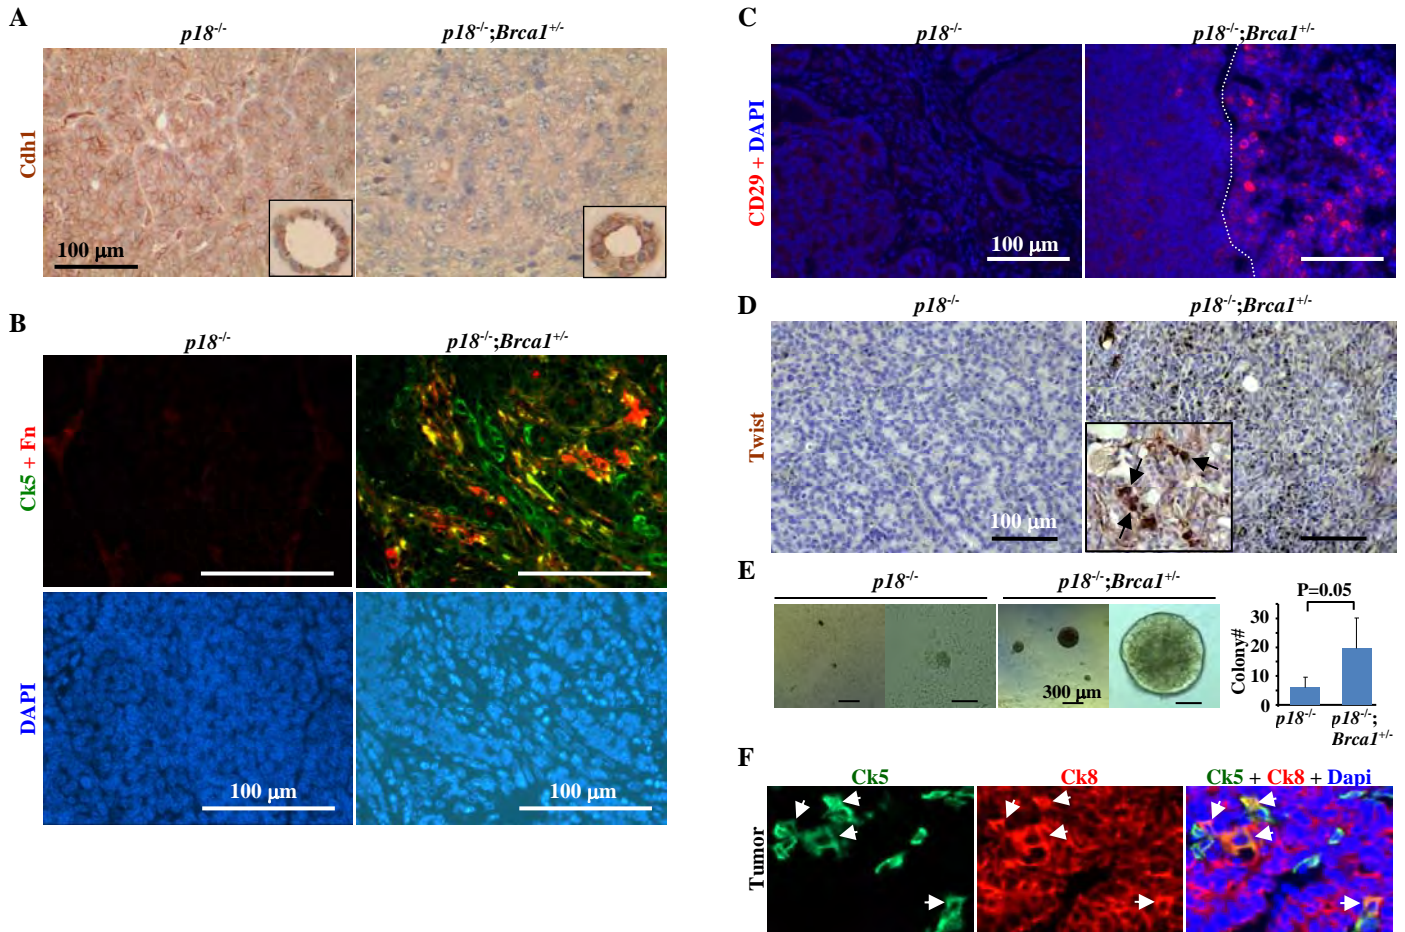 A
p18-/-
p18-/-;Brca1+/-
Cdh1
100 μm
B
p18-/-
p18-/-;Brca1+/-
Ck5 + Fn
DAPI
100 μm
100 μm
C
p18-/-
p18-/-;Brca1+/-
CD29 + DAPI
100 μm
D
p18-/-
p18-/-;Brca1+/-
Twist
100 μm
E
p18-/-
p18-/-;Brca1+/-
300 μm
P=0.05
Colony#
30
20
10
0
p18-/-
p18-/-;
Brca1+/-
F
Ck5
Ck8
Ck5 + Ck8 + Dapi
Tumor